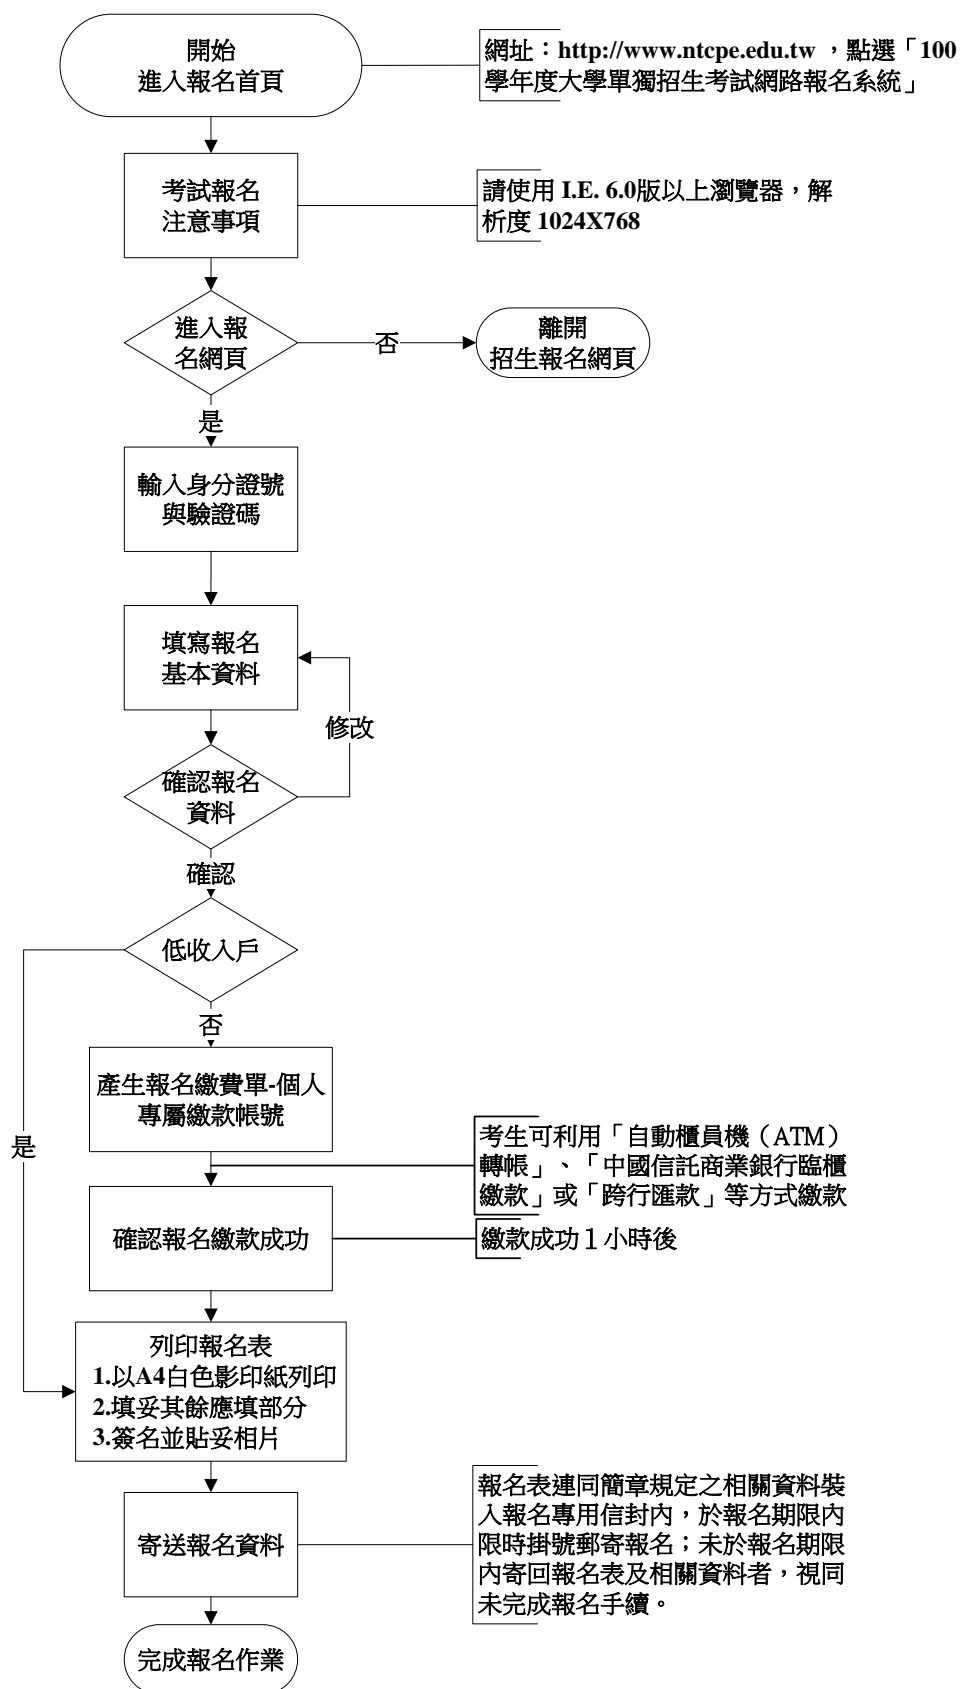 開始
進入報名首頁
網址：http://www.ntcpe.edu.tw ，點選「100
學年度大學單獨招生考試網路報名系統」
考試報名
注意事項
請使用 I.E. 6.0版以上瀏覽器，解
析度 1024X768
進入報
名網頁
否
離開
招生報名網頁
是
輸入身分證號
與驗證碼
填寫報名
基本資料
修改
確認報名
資料
確認
低收入戶
否
產生報名繳費單-個人
專屬繳款帳號
是
考生可利用「自動櫃員機（ATM）
轉帳」、「中國信託商業銀行臨櫃
繳款」或「跨行匯款」等方式繳款
確認報名繳款成功
繳款成功１小時後
列印報名表
1.以A4白色影印紙列印
2.填妥其餘應填部分
3.簽名並貼妥相片
寄送報名資料
報名表連同簡章規定之相關資料裝
入報名專用信封內，於報名期限內
限時掛號郵寄報名；未於報名期限
內寄回報名表及相關資料者，視同
未完成報名手續。
完成報名作業